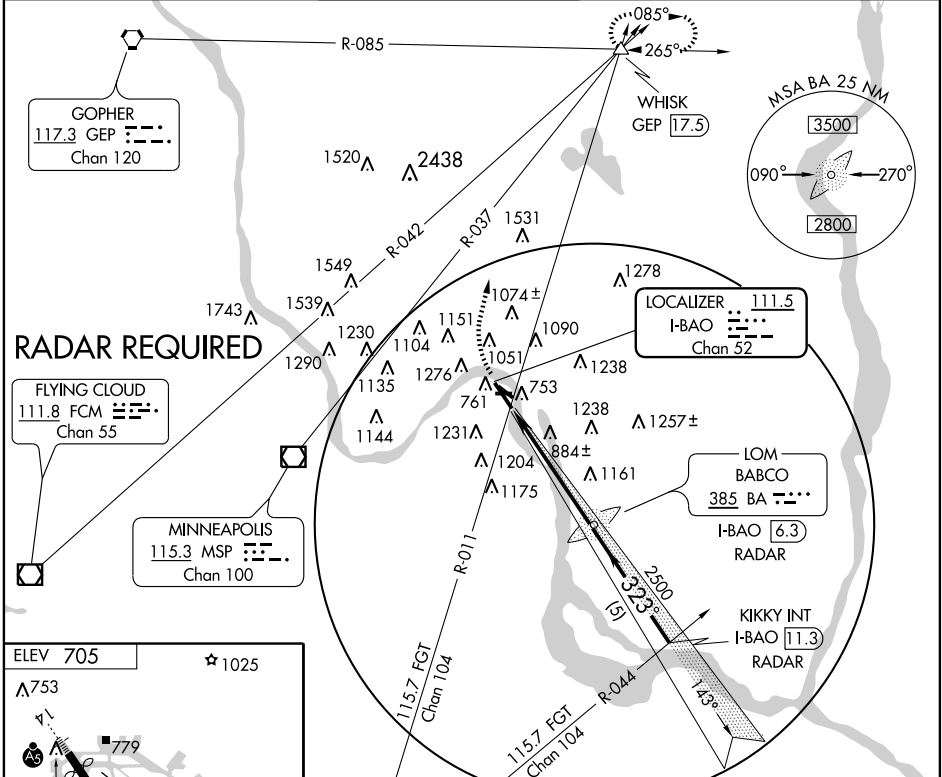 085°
R-085
265°
WHISK
GEP 17.5
GOPHER
117.3 GEP
Chan 120
MSA BA 25 NM
3500
090°
270°
2800
1520
2438
R-042
R-037
1531
1549
1278
1743
1539
1074±
LOCALIZER 111.5
I-BAO
Chan 52
1230
1151
1104
1090
RADAR REQUIRED
1290
1051
1135
1276
1238
FLYING CLOUD
111.8 FCM
Chan 55
761
753
1144
1238
1257±
1231
884±
1204
1161
1175
LOM
BABCO
385 BA
I-BAO 6.3
RADAR
MINNEAPOLIS
115.3 MSP
Chan 100
R-011
2500
323°
(5)
KIKKY INT
I-BAO 11.3
RADAR
R-044
143°
115.7 FGT
Chan 104
115.7 FGT
Chan 104
ELEV 705
1025
753
14
A5
779